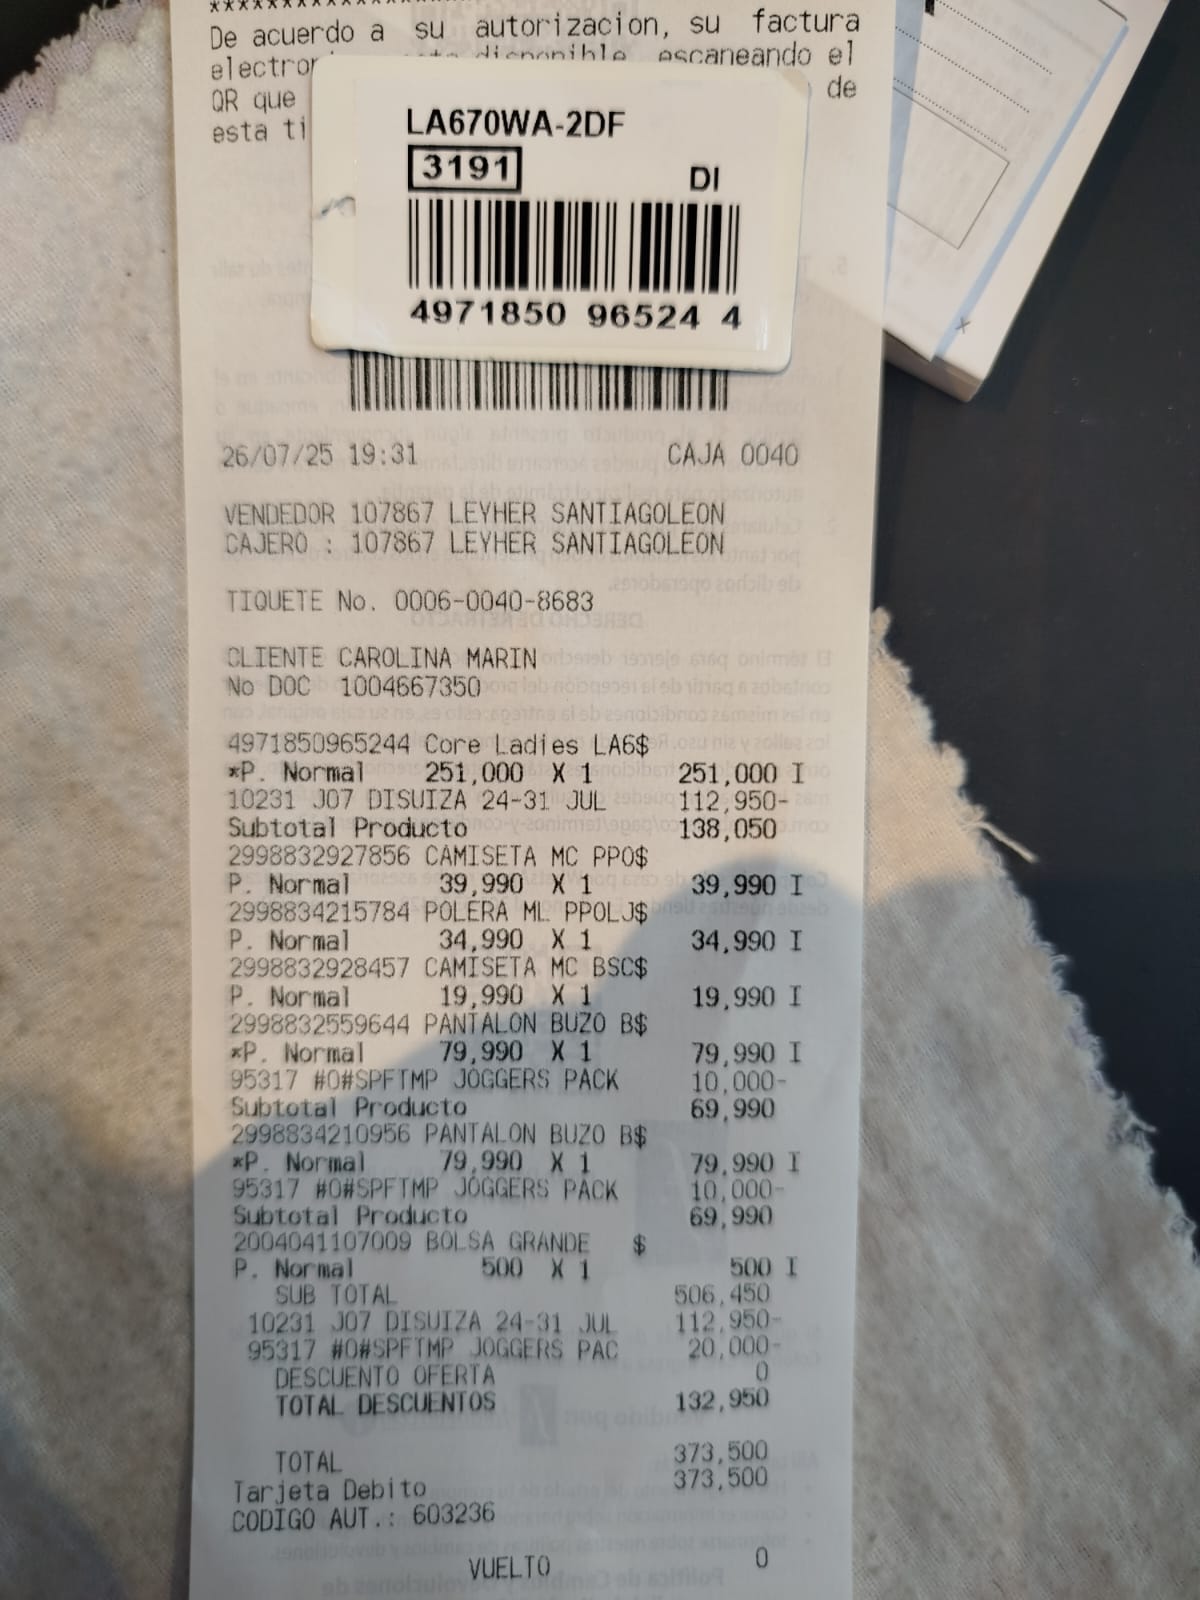 De acuerdo a su autorizacion, su factura
disponible, escaneando el
QR que de
esta ti
LA670WA-2DF
3191 DI
4971850 96524 4
26/07/25 19:31 CAJA 0040
VENDEDOR 107867 LEYHER SANTIAGOLEON
CAJERO : 107867 LEYHER SANTIAGOLEON
TIQUETE No. 0006-0040-8683
CLIENTE CAROLINA MARIN
No DOC 1004667350
4971850965244 Core Ladies LA6$
*P. Normal 251,000 X 1 251,000 I
10231 J07 DISUIZA 24-31 JUL 112,950-
Subtotal Producto 138,050
2998832927856 CAMISETA MC PPO$
P. Normal 39,990 X 1 39,990 I
2998834215784 POLERA ML PPOLJ$
P. Normal 34,990 X 1 34,990 I
2998832928457 CAMISETA MC BSC$
P. Normal 19,990 X 1 19,990 I
2998832559644 PANTALON BUZO B$
*P. Normal 79,990 X 1 79,990 I
95317 #0#SPFTMP JOGGERS PACK 10,000-
Subtotal Producto 69,990
2998834210956 PANTALON BUZO B$
*P. Normal 79,990 X 1 79,990 I
95317 #0#SPFTMP JOGGERS PACK 10,000-
Subtotal Producto 69,990
2004041107009 BOLSA GRANDE $
P. Normal 500 X 1 500 I
SUB TOTAL 506,450
10231 J07 DISUIZA 24-31 JUL 112,950-
95317 #0#SPFTMP JOGGERS PAC 20,000-
DESCUENTO OFERTA 0
TOTAL DESCUENTOS 132,950
TOTAL 373,500
Tarjeta Debito 373,500
CODIGO AUT.: 603236
VUELTO 0